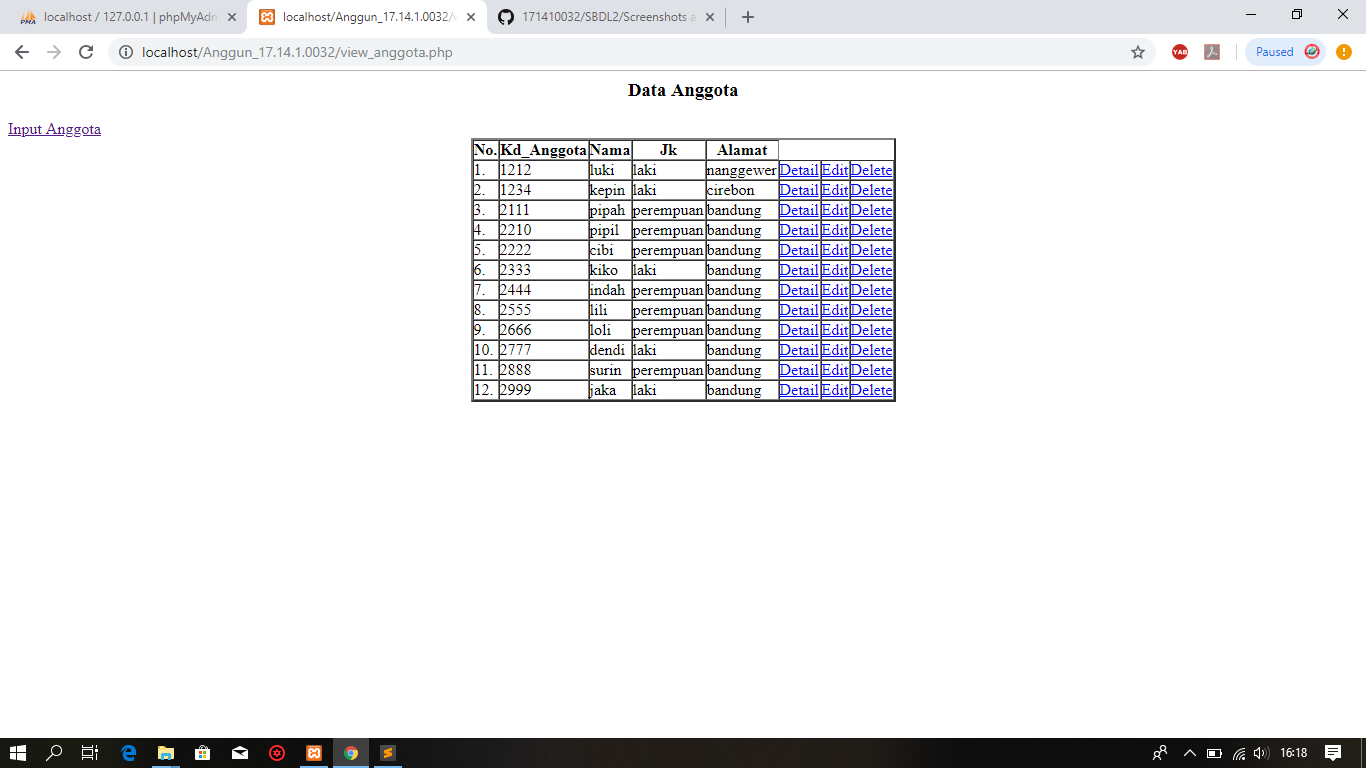 localhost / 127.0.0.1 | phpMyAdm
localhost/Anggun_17.14.1.0032/v
171410032/SBDL2/Screenshots a
localhost/Anggun_17.14.1.0032/view_anggota.php
YAB
Paused
Data Anggota
Input Anggota
No. Kd_Anggota Nama Jk Alamat
1. 1212 luki laki nanggewer Detail Edit Delete
2. 1234 kepin laki cirebon Detail Edit Delete
3. 2111 pipah perempuan bandung Detail Edit Delete
4. 2210 pipil perempuan bandung Detail Edit Delete
5. 2222 cibi perempuan bandung Detail Edit Delete
6. 2333 kiko laki bandung Detail Edit Delete
7. 2444 indah perempuan bandung Detail Edit Delete
8. 2555 lili perempuan bandung Detail Edit Delete
9. 2666 loli perempuan bandung Detail Edit Delete
10. 2777 dendi laki bandung Detail Edit Delete
11. 2888 surin perempuan bandung Detail Edit Delete
12. 2999 jaka laki bandung Detail Edit Delete
16:18